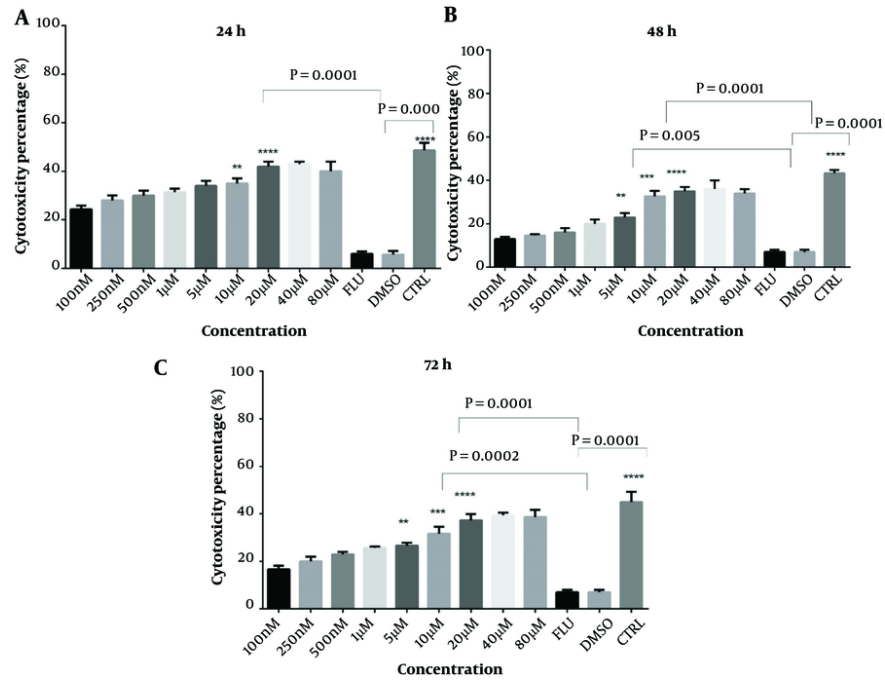 A
24 h
Cytotoxicity percentage (%)
100
80
60
40
20
0
P = 0.0001
P = 0.000
**
****
****
100nM
250nM
500nM
1μM
5μM
10μM
20μM
40μM
80μM
FLU
DMSO
CTRL
Concentration
B
48 h
Cytotoxicity percentage (%)
100
80
60
40
20
0
P = 0.0001
P = 0.0001
P = 0.005
**
***
****
****
100nM
250nM
500nM
1μM
5μM
10μM
20μM
40μM
80μM
FLU
DMSO
CTRL
Concentration
C
72 h
Cytotoxicity percentage (%)
100
80
60
40
20
0
P = 0.0001
P = 0.0001
P = 0.0002
**
***
****
****
100nM
250nM
500nM
1μM
5μM
10μM
20μM
40μM
80μM
FLU
DMSO
CTRL
Concentration